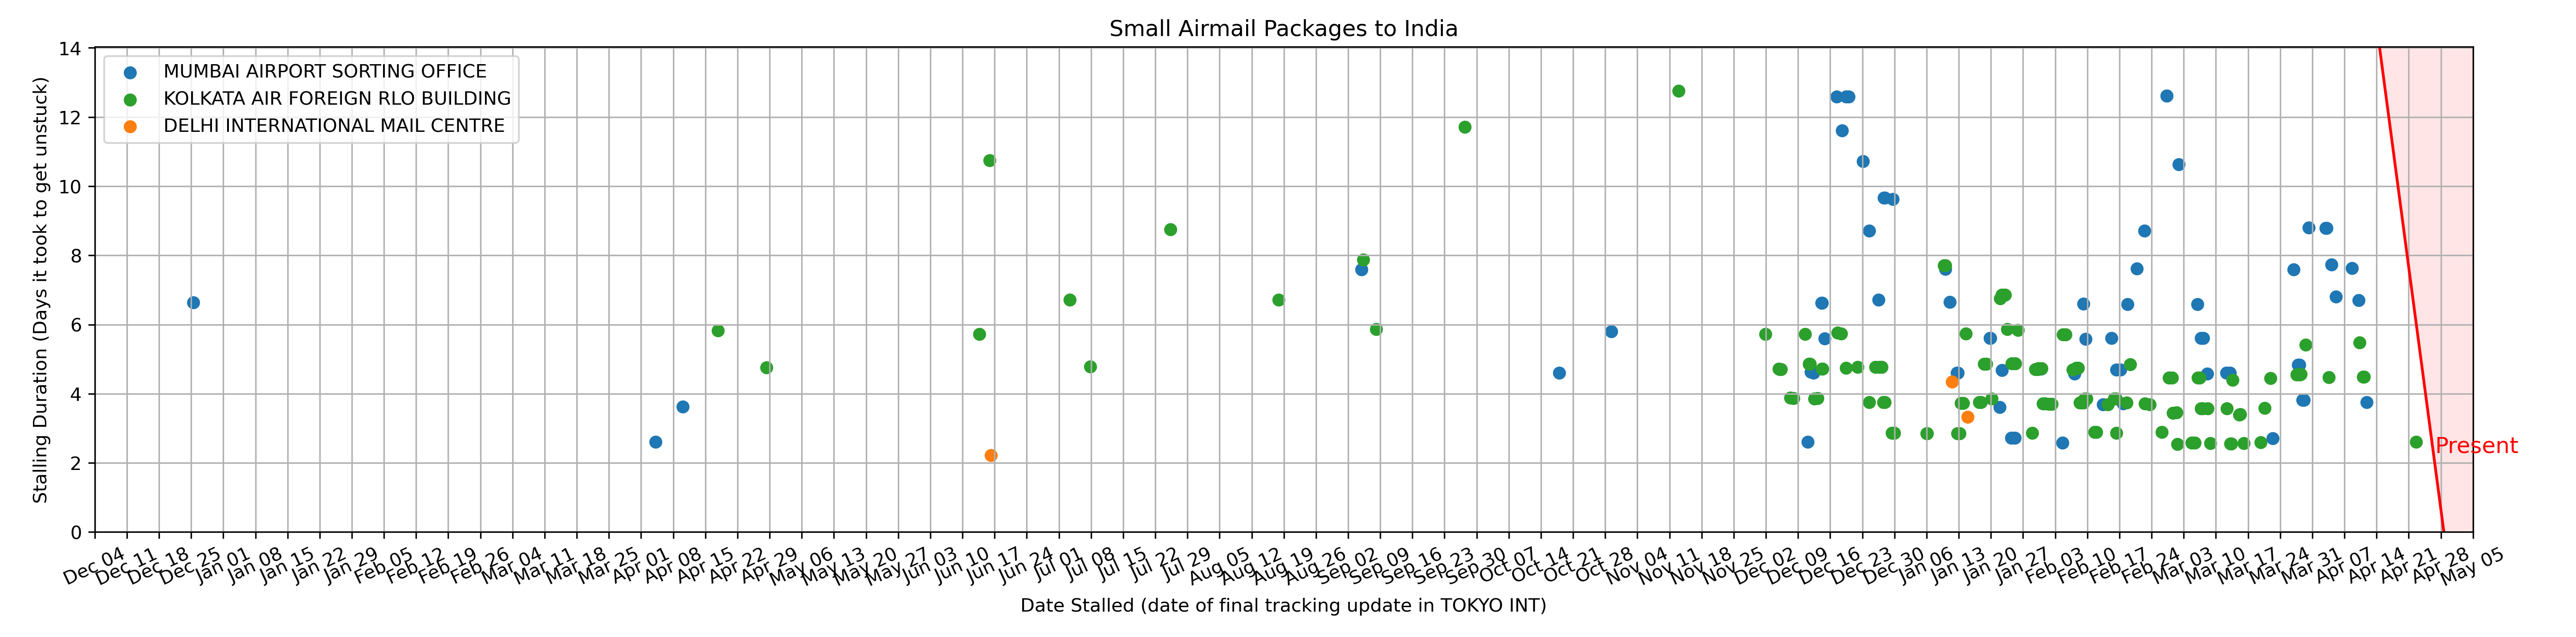 Small Airmail Packages to India
14
12
10
8
6
4
2
0
Stalling Duration (Days it took to get unstuck)
MUMBAI AIRPORT SORTING OFFICE
KOLKATA AIR FOREIGN RLO BUILDING
DELHI INTERNATIONAL MAIL CENTRE
Present
Dec 04
Dec 11
Dec 18
Dec 25
Jan 01
Jan 08
Jan 15
Jan 22
Jan 29
Feb 05
Feb 12
Feb 19
Feb 26
Mar 04
Mar 11
Mar 18
Mar 25
Apr 01
Apr 08
Apr 15
Apr 22
Apr 29
May 06
May 13
May 20
May 27
Jun 03
Jun 10
Jun 17
Jun 24
Jul 01
Jul 08
Jul 15
Jul 22
Jul 29
Aug 05
Aug 12
Aug 19
Aug 26
Sep 02
Sep 09
Sep 16
Sep 23
Sep 30
Oct 07
Oct 14
Oct 21
Oct 28
Nov 04
Nov 11
Nov 18
Nov 25
Dec 02
Dec 09
Dec 16
Dec 23
Dec 30
Jan 06
Jan 13
Jan 20
Jan 27
Feb 03
Feb 10
Feb 17
Feb 24
Mar 03
Mar 10
Mar 17
Mar 24
Mar 31
Apr 07
Apr 14
Apr 21
Apr 28
May 05
Date Stalled (date of final tracking update in TOKYO INT)